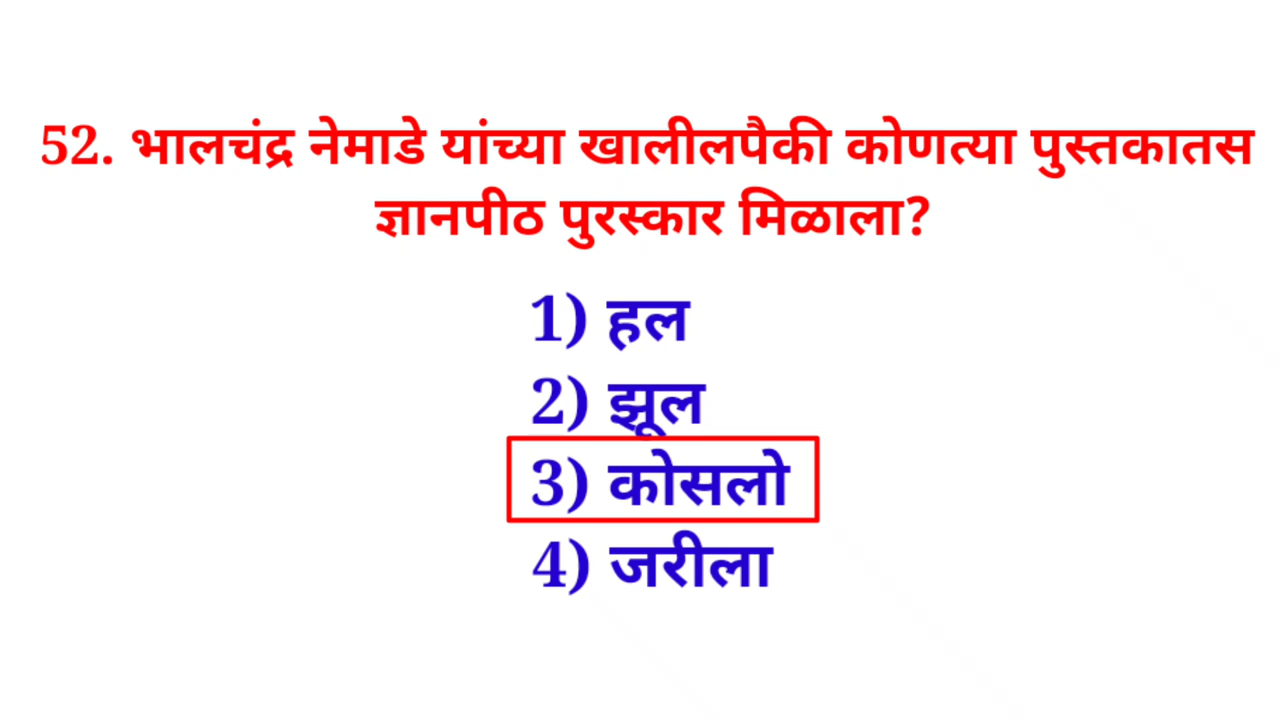 52. भालचंद्र नेमाडे यांच्या खालीलपैकी कोणत्या पुस्तकातस
ज्ञानपीठ पुरस्कार मिळाला?
1) हल
2) झूल
3) कोसलो
4) जरीला